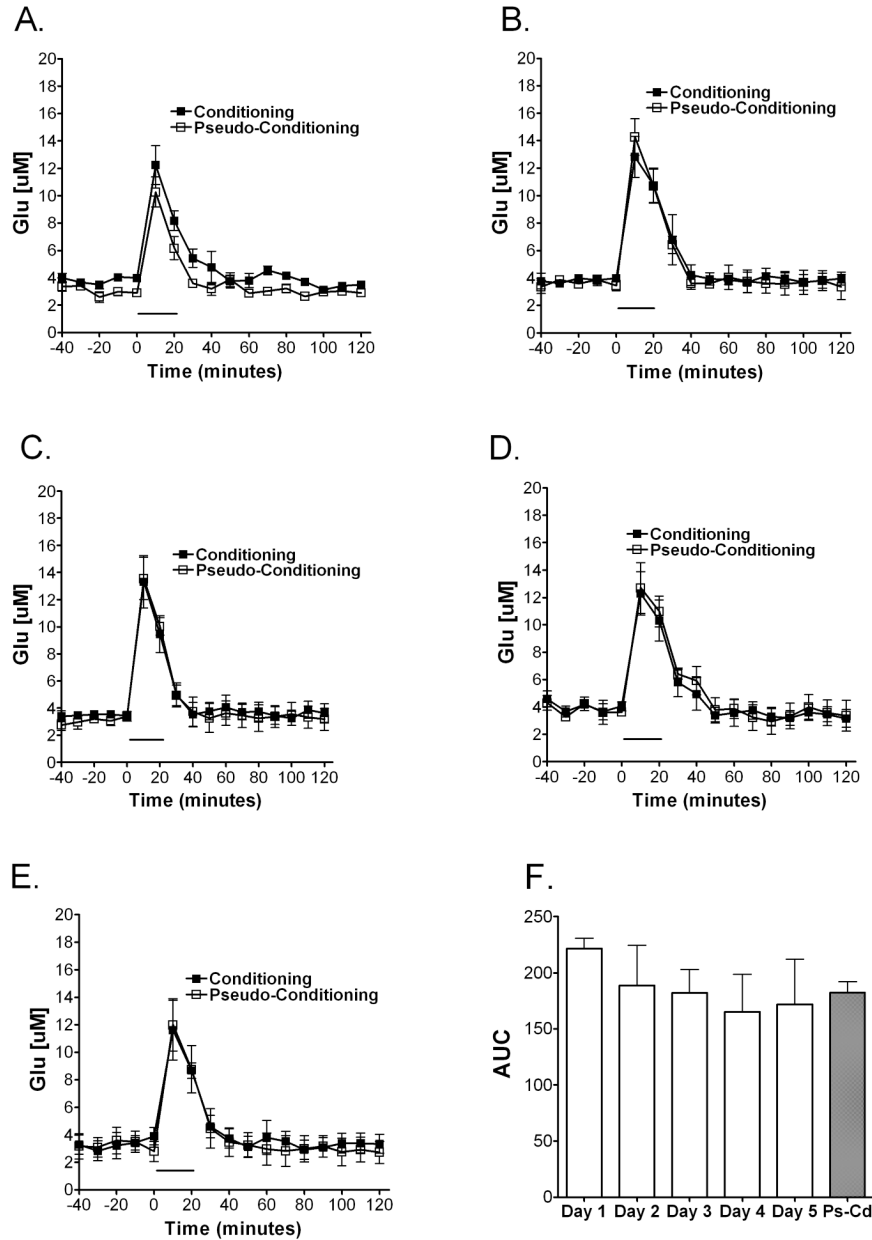 A.
20
18
16
14
12
10
8
6
4
2
0
Glu [uM]
Conditioning
Pseudo-Conditioning
-40 -20 0 20 40 60 80 100 120
Time (minutes)
B.
20
18
16
14
12
10
8
6
4
2
0
Glu [uM]
Conditioning
Pseudo-Conditioning
-40 -20 0 20 40 60 80 100 120
Time (minutes)
C.
20
18
16
14
12
10
8
6
4
2
0
Glu [uM]
Conditioning
Pseudo-Conditioning
-40 -20 0 20 40 60 80 100 120
Time (minutes)
D.
20
18
16
14
12
10
8
6
4
2
0
Glu [uM]
Conditioning
Pseudo-Conditioning
-40 -20 0 20 40 60 80 100 120
Time (minutes)
E.
20
18
16
14
12
10
8
6
4
2
0
Glu [uM]
Conditioning
Pseudo-Conditioning
-40 -20 0 20 40 60 80 100 120
Time (minutes)
F.
250
200
150
100
50
0
AUC
Day 1 Day 2 Day 3 Day 4 Day 5 Ps-Cd